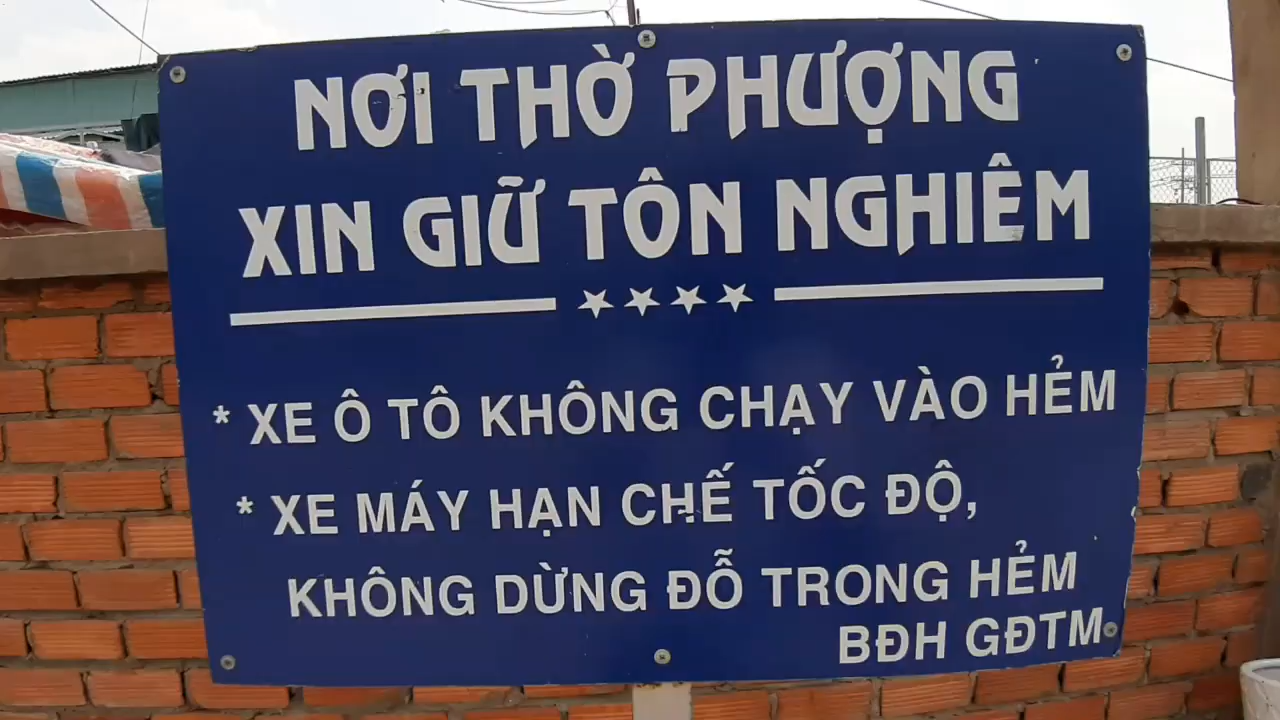 NƠI THỜ PHƯỢNG
XIN GIỮ TÔN NGHIÊM
* XE Ô TÔ KHÔNG CHẠY VÀO HẺM
* XE MÁY HẠN CHẾ TỐC ĐỘ,
KHÔNG DỪNG ĐỖ TRONG HẺM
BĐH GĐTM